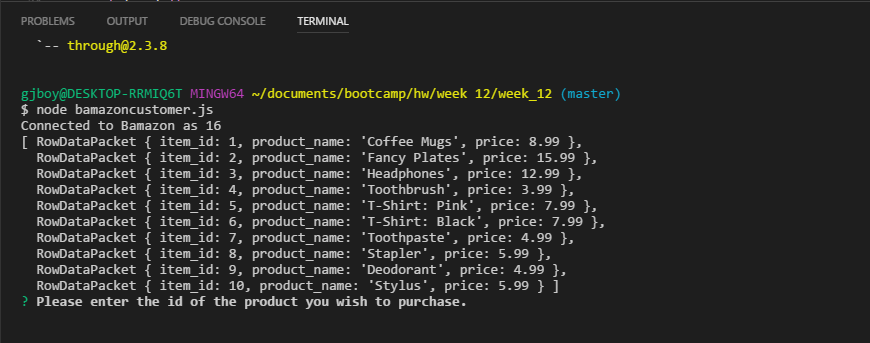 PROBLEMS OUTPUT DEBUG CONSOLE TERMINAL
`-- through@2.3.8
gjboy@DESKTOP-RRMIQ6T MINGW64 ~/documents/bootcamp/hw/week 12/week_12 (master)
$ node bamazoncustomer.js
Connected to Bamazon as 16
[ RowDataPacket { item_id: 1, product_name: 'Coffee Mugs', price: 8.99 },
RowDataPacket { item_id: 2, product_name: 'Fancy Plates', price: 15.99 },
RowDataPacket { item_id: 3, product_name: 'Headphones', price: 12.99 },
RowDataPacket { item_id: 4, product_name: 'Toothbrush', price: 3.99 },
RowDataPacket { item_id: 5, product_name: 'T-Shirt: Pink', price: 7.99 },
RowDataPacket { item_id: 6, product_name: 'T-Shirt: Black', price: 7.99 },
RowDataPacket { item_id: 7, product_name: 'Toothpaste', price: 4.99 },
RowDataPacket { item_id: 8, product_name: 'Stapler', price: 5.99 },
RowDataPacket { item_id: 9, product_name: 'Deodorant', price: 4.99 },
RowDataPacket { item_id: 10, product_name: 'Stylus', price: 5.99 } ]
? Please enter the id of the product you wish to purchase.